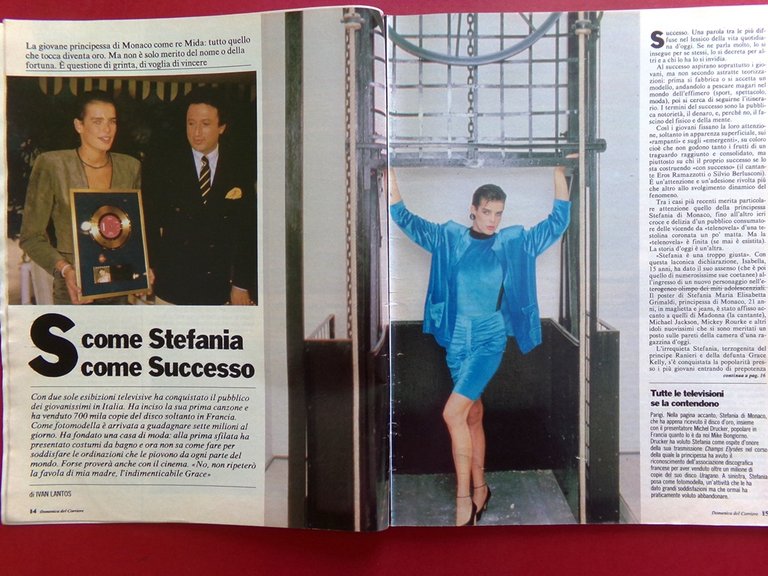 La giovane principessa di Monaco come re Mida: tutto quello
che tocca diventa oro. Ma non è solo merito del nome o della
fortuna. È questione di grinta, di voglia di vincere
S come Stefania
come Successo
Con due sole esibizioni televisive ha conquistato il pubblico
dei giovanissimi in Italia. Ha inciso la sua prima canzone e
ha venduto 700 mila copie del disco soltanto in Francia.
Come fotomodella è arrivata a guadagnare sette milioni al
giorno. Ha fondato una casa di moda: alla prima sfilata ha
presentato costumi da bagno e ora non sa come fare per
soddisfare le ordinazioni che le piovono da ogni parte del
mondo. Forse proverà anche con il cinema. «No, non ripeterò
la favola di mia madre, l'indimenticabile Grace»
di IVAN LANTOS
14 Domenica del Corriere
Successo. Una parola tra le più dif-
fuse nel lessico della vita quotidia-
na d'oggi. Se ne parla molto, lo si
insegue per se stessi, lo si decreta per al-
tri e a chi lo ha lo si invidia.
Al successo aspirano soprattutto i gio-
vani, ma non secondo astratte teorizza-
zioni: prima si fabbrica o si accetta un
modello, andandolo a pescare magari nel
mondo dell'effimero (sport, spettacolo,
moda), poi si cerca di seguirne l'itinera-
rio. I termini del successo sono la pubbli-
ca notorietà, il denaro, e, perché no, il fa-
scino del fisico e della mente.
Così i giovani fissano la loro attenzio-
ne, soltanto in apparenza superficiale, sui
«rampanti» e sugli «emergenti», su coloro
cioè che non godono tanto i frutti di un
traguardo raggiunto e consolidato, ma
piuttosto su chi il proprio successo se lo
sta costruendo «con successo» (il cantante
Eros Ramazzotti o Silvio Berlusconi).
È un'attenzione e un'adesione rivolta più
che altro allo svolgimento dinamico del
fenomeno.
Tra i casi più recenti merita partico-
lare attenzione quello della principessa
Stefania di Monaco, fino all'altro ieri
croce e delizia d'un pubblico consumato-
re delle vicende da «telenovela» d'una te-
stolina coronata un po' matta. Ma la
«telenovela» è finita (se mai è esistita).
La storia d'oggi è un'altra.
«Stefania è una troppo giusta». Con
questa laconica dichiarazione, Isabella,
15 anni, ha dato il suo assenso (che è poi
quello di numerosissime sue coetanee) al-
l'ingresso di un nuovo personaggio nell'e-
terogeneo olimpo dei miti adolescenziali:
Il poster di Stefania Maria Elisabetta
Grimaldi, principessa di Monaco, 21 an-
ni, in maglietta e jeans, è stato affisso ac-
canto a quelli di Madonna (la cantante),
Michael Jackson, Mickey Rourke e altri
idoli nuovissimi che si sono meritati un
posto sulle pareti della camera d'una ra-
gazzina d'oggi.
L'irrequieta Stefania, terzogenita del
principe Ranieri e della defunta Grace
Kelly, s'è conquistata la popolarità pres-
so i più giovani entrando di prepotenza
continua a pag. 16
Tutte le televisioni
se la contendono
Parigi. Nella pagina accanto, Stefania di Monaco,
che ha appena ricevuto il disco d'oro, insieme
con il presentatore Michel Drucker, popolare in
Francia quanto lo è da noi Mike Bongiorno.
Drucker ha voluto Stefania come ospite d'onore
della sua trasmissione Champs Elysées nel corso
della quale la principessa ha avuto il
riconoscimento dell'associazione discografica
francese per aver venduto oltre un milione di
copie del suo disco Uragano. A sinistra, Stefania
posa come fotomodella, un'attività che le ha
dato grandi soddisfazioni ma che ormai ha
praticamente voluto abbandonare.
Domenica del Corriere 15